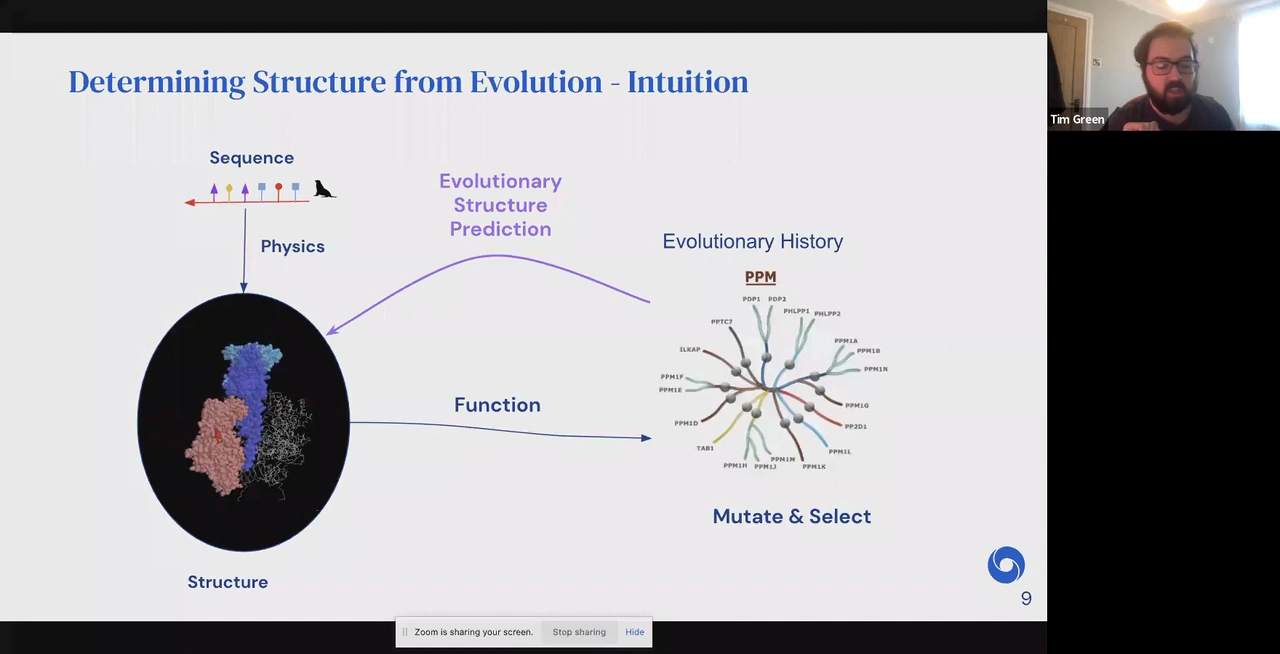 Determining Structure from Evolution - Intuition
Tim Green
Sequence
Evolutionary
Structure
Prediction
Physics
Evolutionary History
PPM
PDP1 PDP2
PHLPP1 PHLPP2
PPTC7
PPM1A
ILKAP
PPM1B
PPM1N
PPM1F
PPM1E
PPM1G
PPM1D
PP2D1
TAB1
PPM1L
PPM1M
PPM1H PPM1J PPM1K
Function
Mutate & Select
Structure
9
Zoom is sharing your screen. Stop sharing Hide